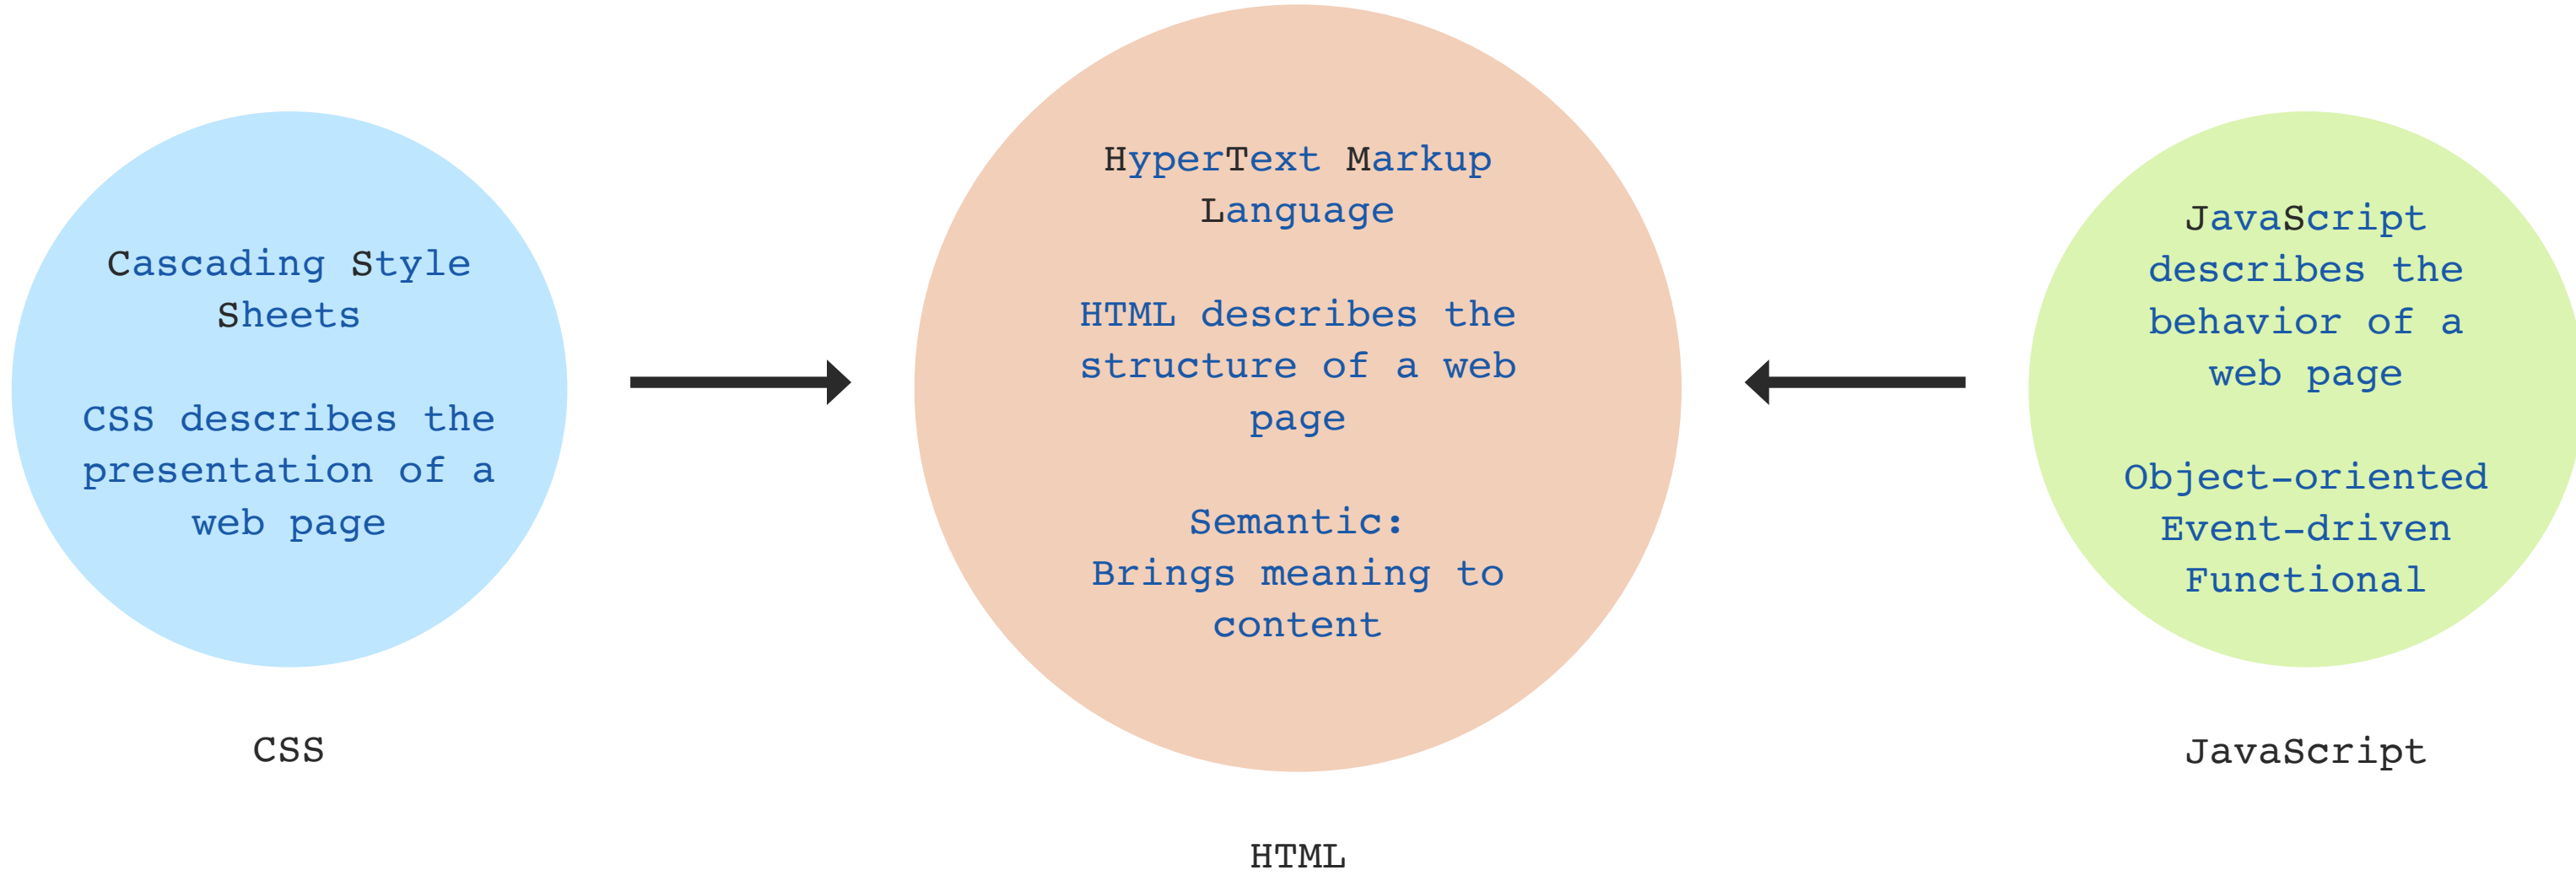 Cascading Style
Sheets
CSS describes the
presentation of a
web page
CSS
HyperText Markup
Language
HTML describes the
structure of a web
page
Semantic:
Brings meaning to
content
HTML
JavaScript
describes the
behavior of a
web page
Object-oriented
Event-driven
Functional
JavaScript